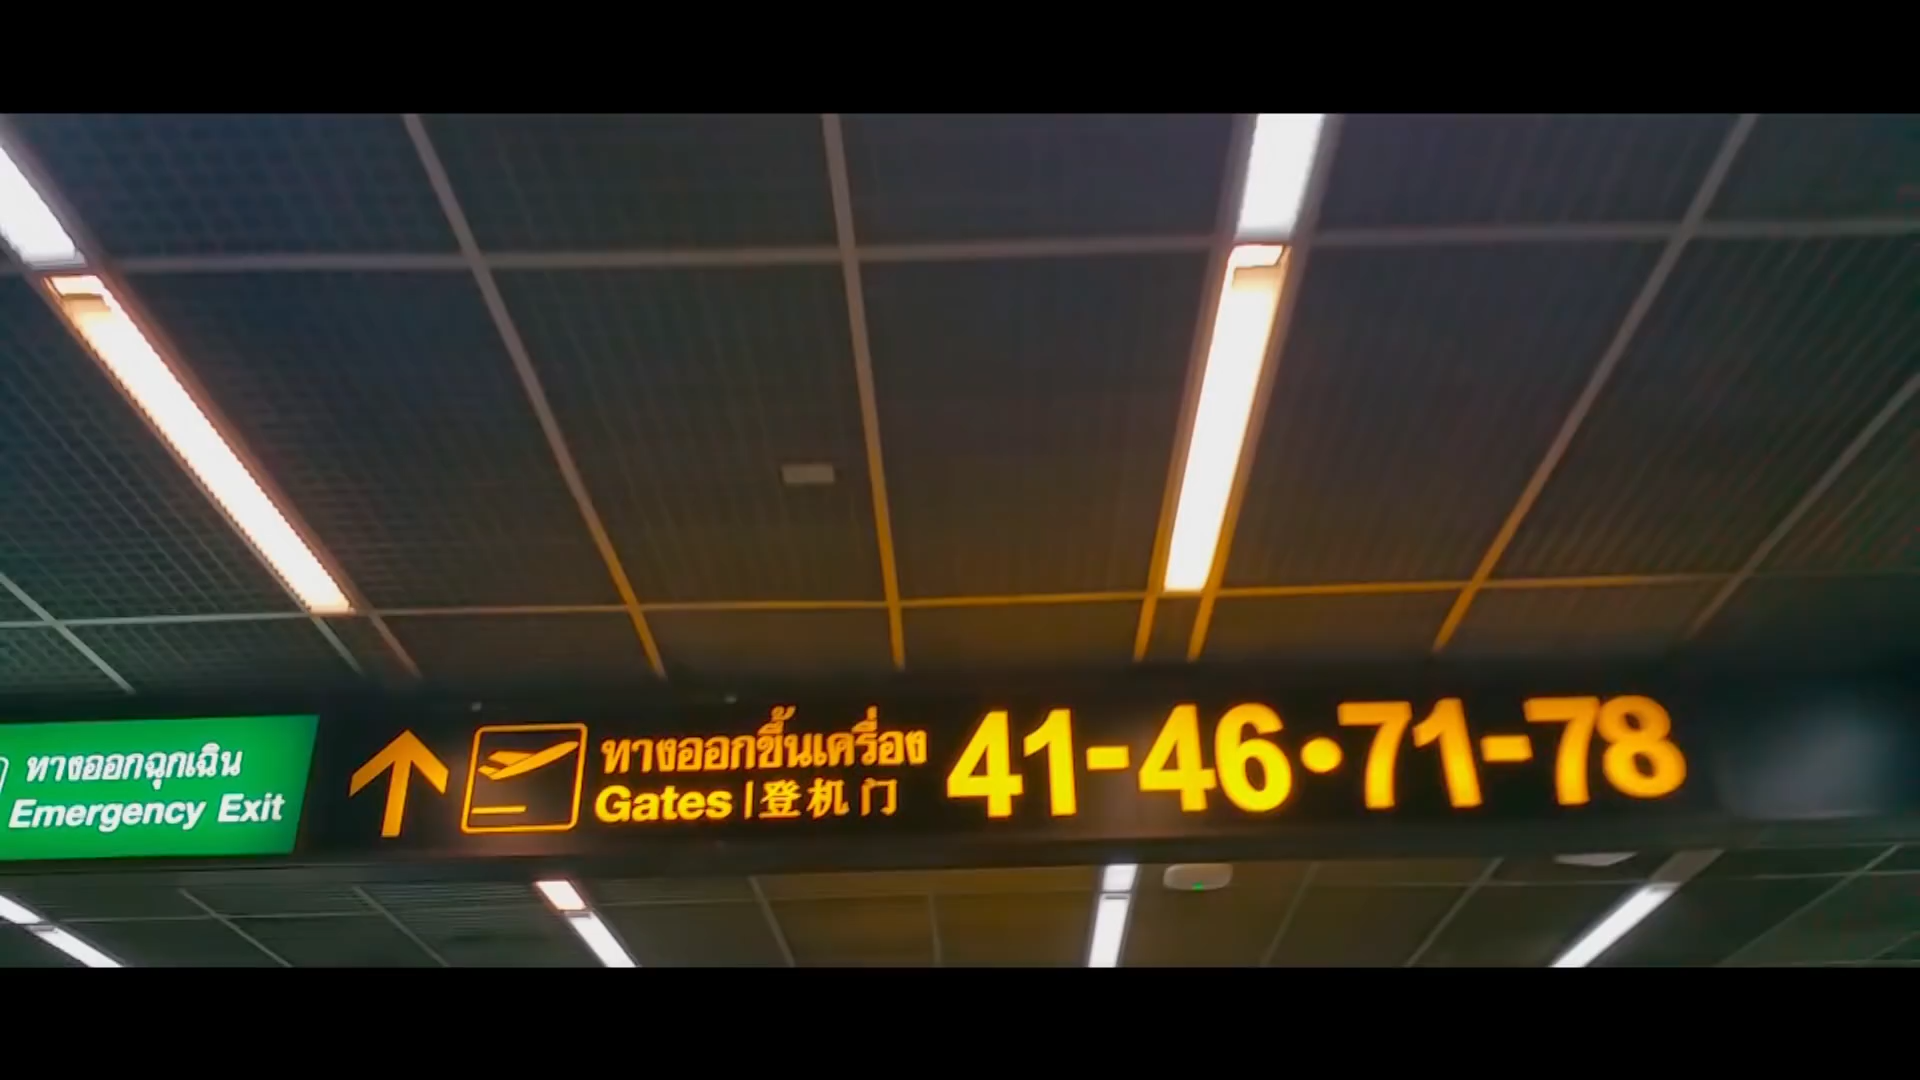 ทางออกฉุกเฉิน
Emergency Exit
ทางออกขึ้นเครื่อง
Gates | 登机门
41-46•71-78